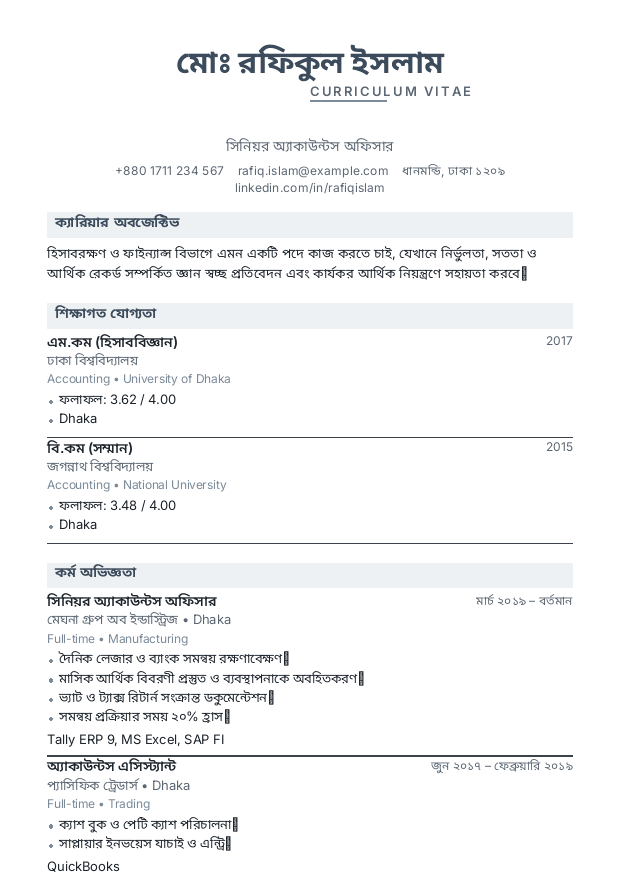 মোঃ রফিকুল ইসলাম
CURRICULUM VITAE
সিনিয়র অ্যাকাউন্টস অফিসার
+880 1711 234 567 rafiq.islam@example.com ধানমন্ডি, ঢাকা ১২০৯
linkedin.com/in/rafiqislam
ক্যারিয়ার অবজেক্টিভ
হিসাবরক্ষণ ও ফাইন্যান্স বিভাগে এমন একটি পদে কাজ করতে চাই, যেখানে নির্ভুলতা, সততা ও
আর্থিক রেকর্ড সম্পর্কিত জ্ঞান স্বচ্ছ প্রতিবেদন এবং কার্যকর আর্থিক নিয়ন্ত্রণে সহায়তা করবে
শিক্ষাগত যোগ্যতা
এম.কম (হিসাববিজ্ঞান) 2017
ঢাকা বিশ্ববিদ্যালয়
Accounting • University of Dhaka
• ফলাফল: 3.62 / 4.00
• Dhaka
বি.কম (সম্মান) 2015
জগন্নাথ বিশ্ববিদ্যালয়
Accounting • National University
• ফলাফল: 3.48 / 4.00
• Dhaka
কর্ম অভিজ্ঞতা
সিনিয়র অ্যাকাউন্টস অফিসার মার্চ ২০১৯ – বর্তমান
মেঘনা গ্রুপ অব ইন্ডাস্ট্রিজ • Dhaka
Full-time • Manufacturing
• দৈনিক লেজার ও ব্যাংক সমন্বয় রক্ষণাবেক্ষণ
• মাসিক আর্থিক বিবরণী প্রস্তুত ও ব্যবস্থাপনাকে অবহিতকরণ
• ভ্যাট ও ট্যাক্স রিটার্ন সংক্রান্ত ডকুমেন্টেশন
• সমন্বয় প্রক্রিয়ার সময় ২০% হ্রাস
Tally ERP 9, MS Excel, SAP FI
অ্যাকাউন্টস এসিস্ট্যান্ট জুন ২০১৭ – ফেব্রুয়ারি ২০১৯
প্যাসিফিক ট্রেডার্স • Dhaka
Full-time • Trading
• ক্যাশ বুক ও পেটি ক্যাশ পরিচালনা
• সাপ্লায়ার ইনভয়েস যাচাই ও এন্ট্রি
QuickBooks